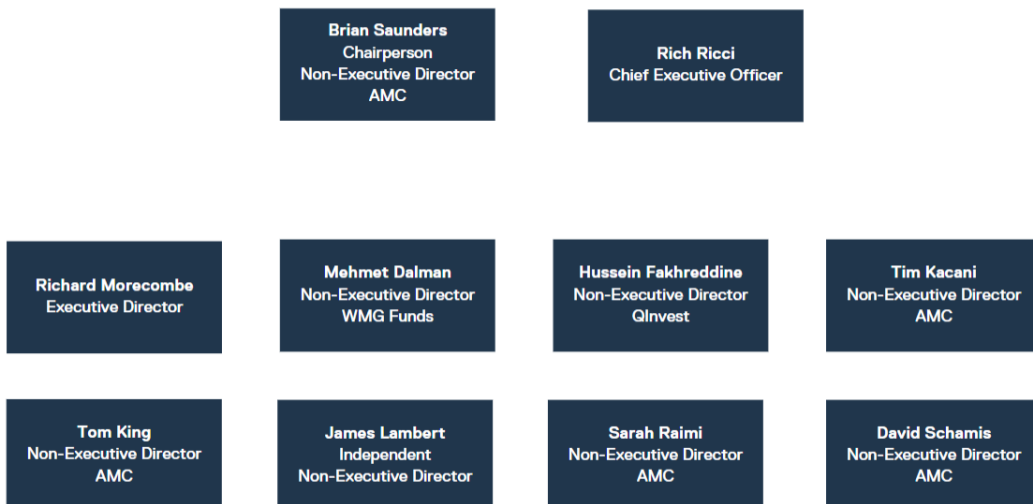 Brian Saunders
Chairperson
Non-Executive Director
AMC
Rich Ricci
Chief Executive Officer
Richard Morecombe
Executive Director
Mehmet Dalman
Non-Executive Director
WMG Funds
Hussein Fakhreddine
Non-Executive Director
QInvest
Tim Kacani
Non-Executive Director
AMC
Tom King
Non-Executive Director
AMC
James Lambert
Independent
Non-Executive Director
Sarah Raimi
Non-Executive Director
AMC
David Schamis
Non-Executive Director
AMC